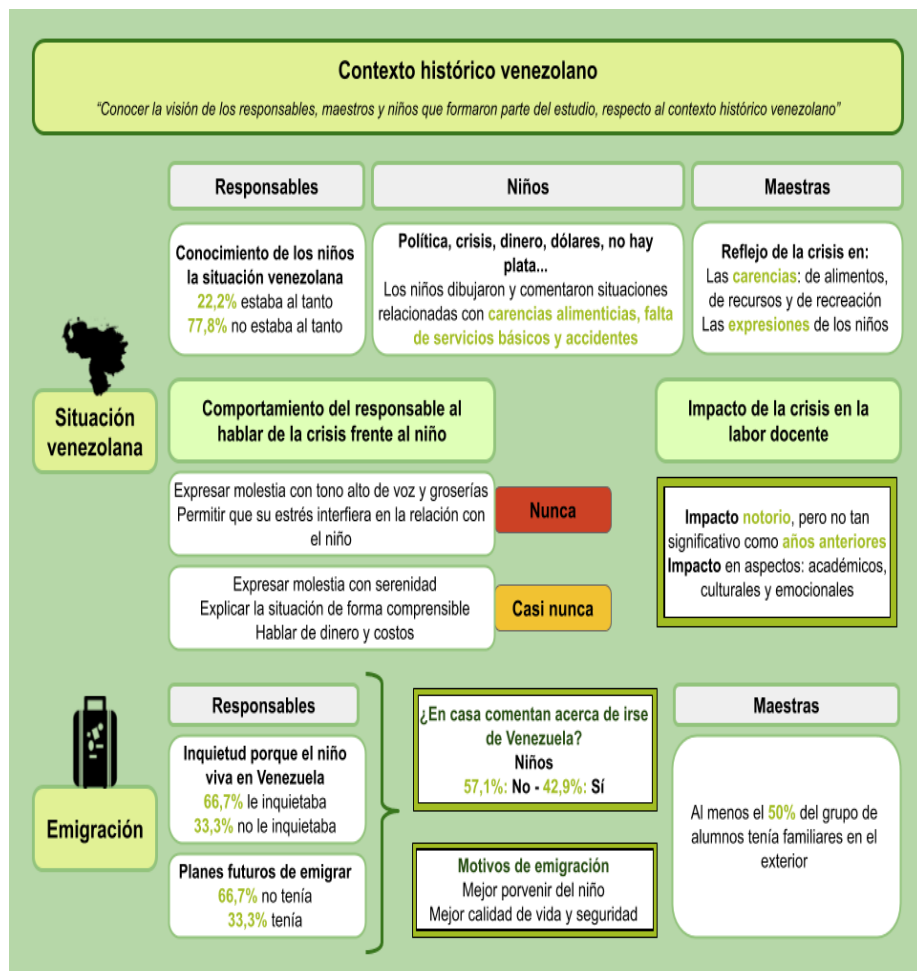 Contexto histórico venezolano
“Conocer la visión de los responsables, maestros y niños que formaron parte del estudio, respecto al contexto histórico venezolano”
Responsables
Niños
Maestras
Conocimiento de los niños
la situación venezolana
22,2% estaba al tanto
77,8% no estaba al tanto
Política, crisis, dinero, dólares, no hay
plata...
Los niños dibujaron y comentaron situaciones
relacionadas con carencias alimenticias, falta
de servicios básicos y accidentes
Reflejo de la crisis en:
Las carencias: de alimentos,
de recursos y de recreación
Las expresiones de los niños
Situación
venezolana
Comportamiento del responsable al
hablar de la crisis frente al niño
Impacto de la crisis en la
labor docente
Expresar molestia con tono alto de voz y groserías
Permitir que su estrés interfiera en la relación con
el niño
Nunca
Expresar molestia con serenidad
Explicar la situación de forma comprensible
Hablar de dinero y costos
Casi nunca
Impacto notorio, pero no tan
significativo como años anteriores
Impacto en aspectos: académicos,
culturales y emocionales
Emigración
Responsables
Inquietud porque el niño
viva en Venezuela
66,7% le inquietaba
33,3% no le inquietaba
Planes futuros de emigrar
66,7% no tenía
33,3% tenía
¿En casa comentan acerca de irse
de Venezuela?
Niños
57,1%: No - 42,9%: Sí
Motivos de emigración
Mejor porvenir del niño
Mejor calidad de vida y seguridad
Maestras
Al menos el 50% del grupo de
alumnos tenía familiares en el
exterior